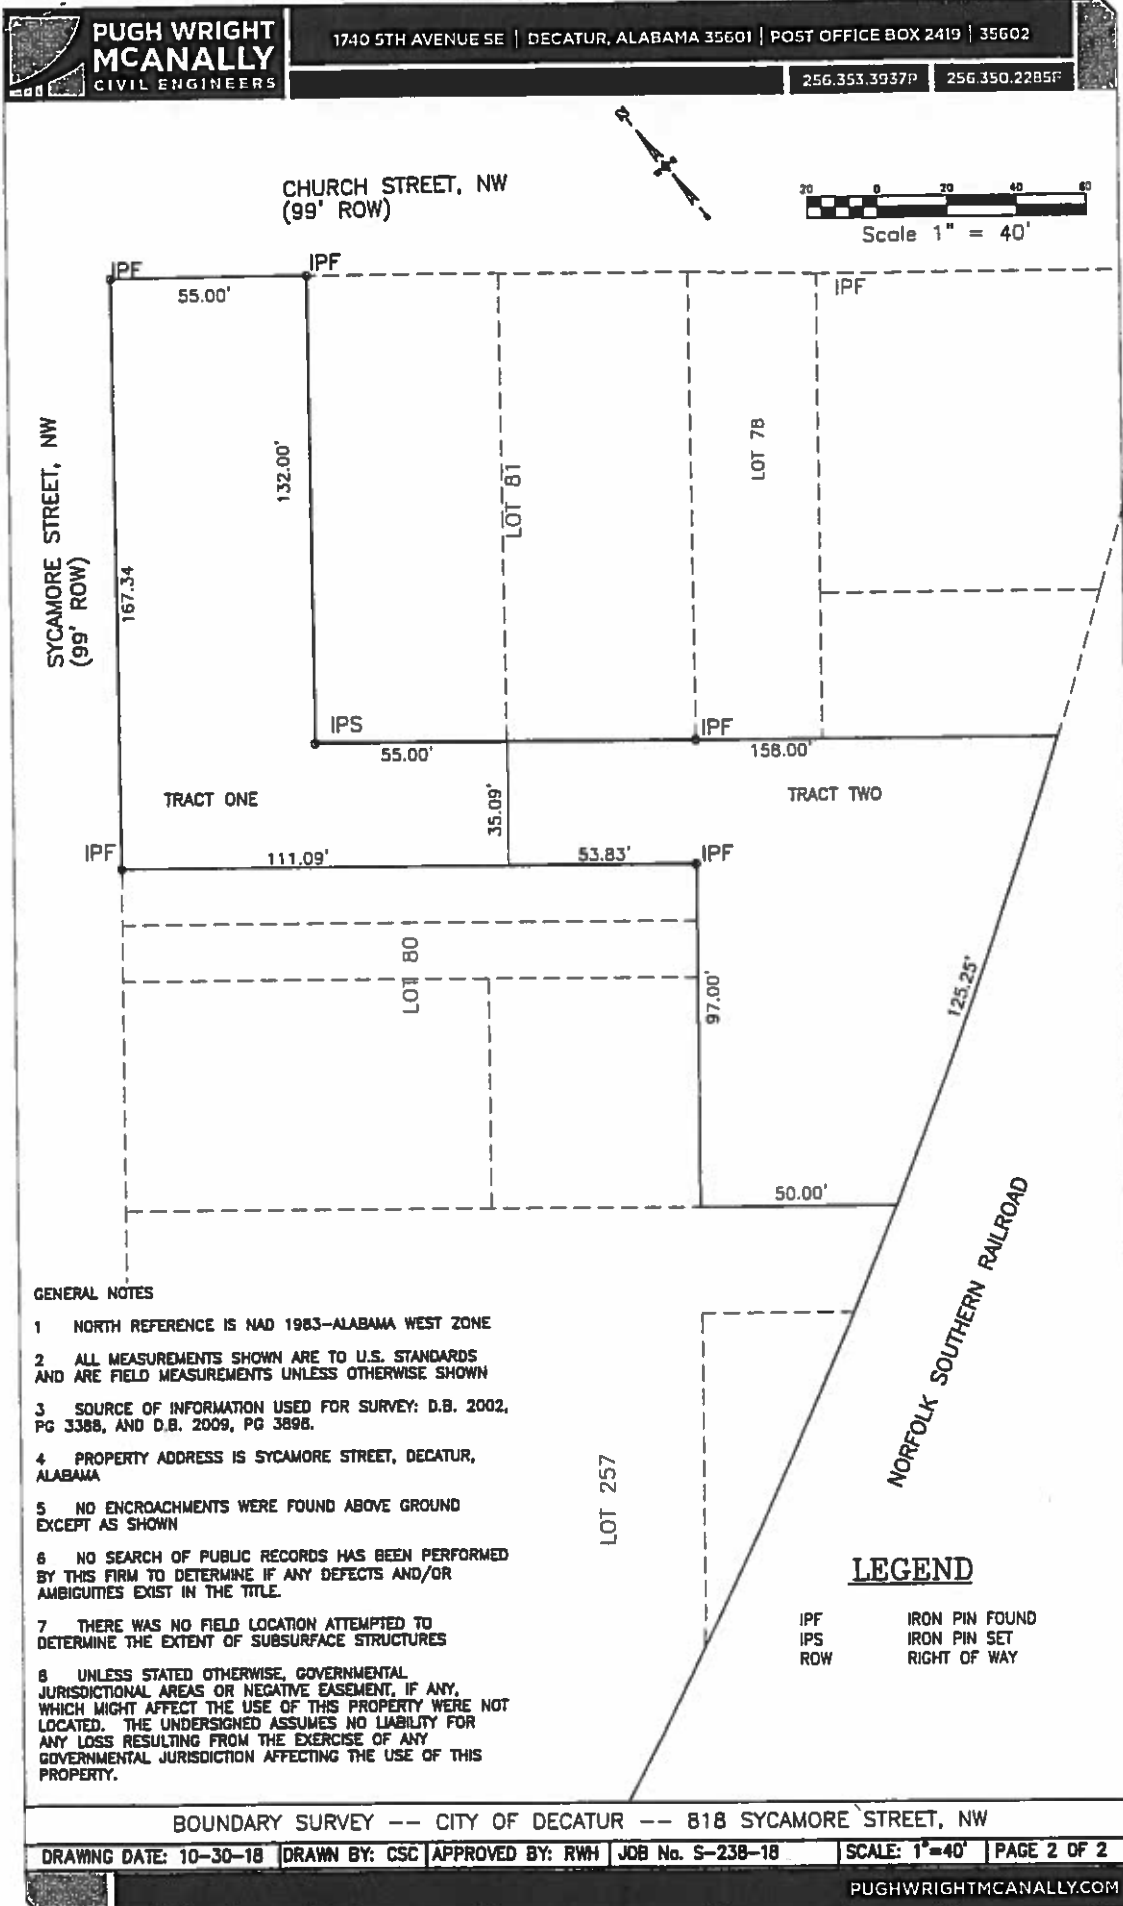 PUGH WRIGHT
MCANALLY
CIVIL ENGINEERS
1740 5TH AVENUE SE | DECATUR, ALABAMA 35601 | POST OFFICE BOX 2419 | 35602
256.353.3937P
256.350.2285F
CHURCH STREET, NW
(99' ROW)
20 0 20 40 60
Scale 1" = 40'
IPF
IPF
55.00'
IPF
SYCAMORE STREET, NW
(99' ROW)
167.34
132.00'
LOT 81
LOT 78
IPS
55.00'
IPF
158.00'
TRACT ONE
35.09'
TRACT TWO
IPF
111.09'
53.83'
IPF
LOT 80
97.00'
125.25'
50.00'
NORFOLK SOUTHERN RAILROAD
LOT 257
GENERAL NOTES
1 NORTH REFERENCE IS NAD 1983-ALABAMA WEST ZONE
2 ALL MEASUREMENTS SHOWN ARE TO U.S. STANDARDS
AND ARE FIELD MEASUREMENTS UNLESS OTHERWISE SHOWN
3 SOURCE OF INFORMATION USED FOR SURVEY: D.B. 2002,
PG 3388, AND D.B. 2009, PG 3898.
4 PROPERTY ADDRESS IS SYCAMORE STREET, DECATUR,
ALABAMA
5 NO ENCROACHMENTS WERE FOUND ABOVE GROUND
EXCEPT AS SHOWN
6 NO SEARCH OF PUBLIC RECORDS HAS BEEN PERFORMED
BY THIS FIRM TO DETERMINE IF ANY DEFECTS AND/OR
AMBIGUITIES EXIST IN THE TITLE.
7 THERE WAS NO FIELD LOCATION ATTEMPTED TO
DETERMINE THE EXTENT OF SUBSURFACE STRUCTURES
8 UNLESS STATED OTHERWISE, GOVERNMENTAL
JURISDICTIONAL AREAS OR NEGATIVE EASEMENT, IF ANY,
WHICH MIGHT AFFECT THE USE OF THIS PROPERTY WERE NOT
LOCATED. THE UNDERSIGNED ASSUMES NO LIABILITY FOR
ANY LOSS RESULTING FROM THE EXERCISE OF ANY
GOVERNMENTAL JURISDICTION AFFECTING THE USE OF THIS
PROPERTY.
LEGEND
IPF IRON PIN FOUND
IPS IRON PIN SET
ROW RIGHT OF WAY
BOUNDARY SURVEY -- CITY OF DECATUR -- 818 SYCAMORE STREET, NW
DRAWING DATE: 10-30-18 DRAWN BY: CSC APPROVED BY: RWH JOB No. S-238-18 SCALE: 1"=40' PAGE 2 OF 2
PUGHWRIGHTMCANALLY.COM